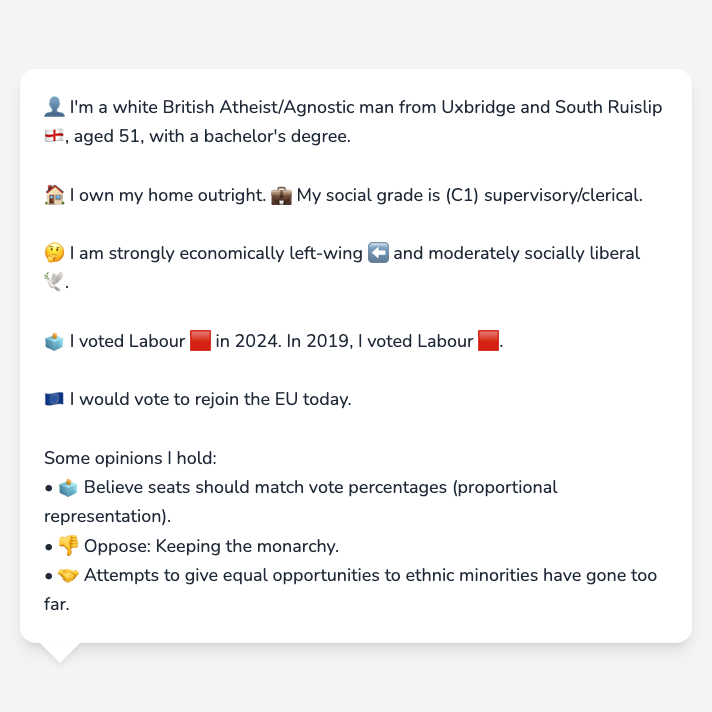 👤 I'm a white British Atheist/Agnostic man from Uxbridge and South Ruislip
🏴󠁧󠁢󠁥󠁮󠁧󠁿, aged 51, with a bachelor's degree.
🏠 I own my home outright. 💼 My social grade is (C1) supervisory/clerical.
🤔 I am strongly economically left-wing ⬅️ and moderately socially liberal
🕊️.
🗳️ I voted Labour 🟥 in 2024. In 2019, I voted Labour 🟥.
🇪🇺 I would vote to rejoin the EU today.
Some opinions I hold:
• 🗳️ Believe seats should match vote percentages (proportional
representation).
• 👎 Oppose: Keeping the monarchy.
• 🤝 Attempts to give equal opportunities to ethnic minorities have gone too
far.